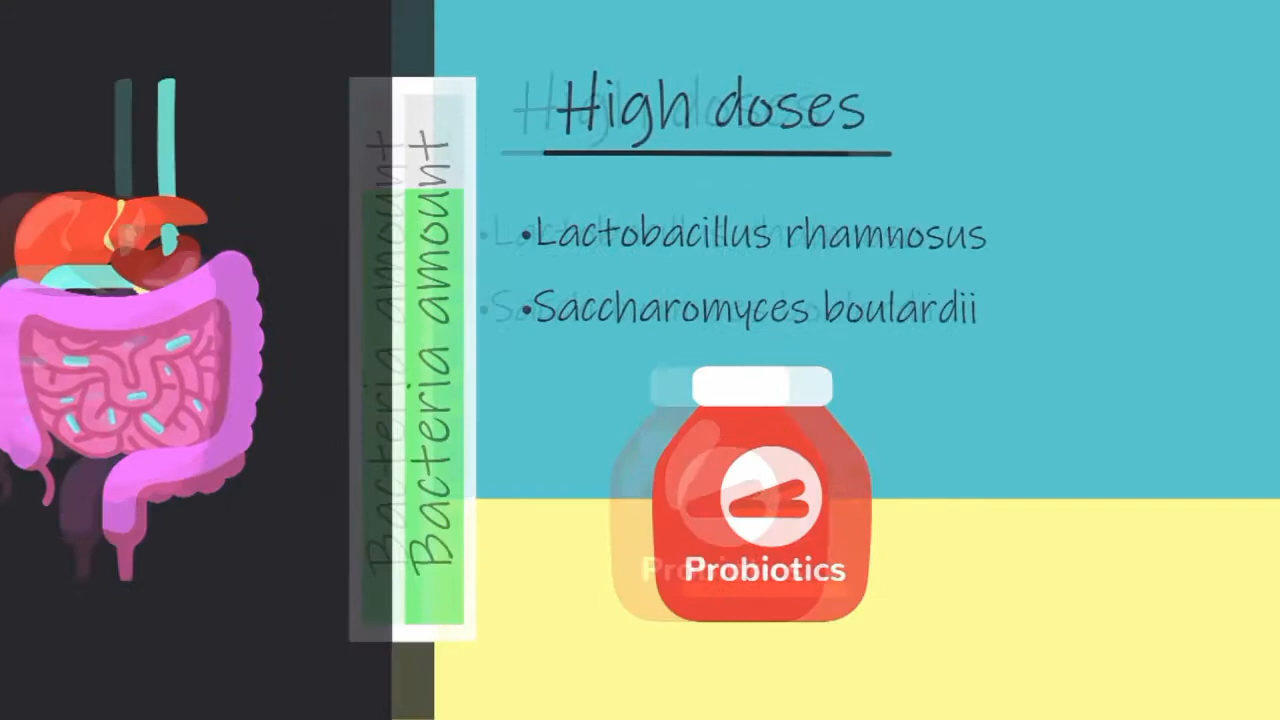 Bacteria amount
High doses
•Lactobacillus rhamnosus
•Saccharomyces boulardii
Probiotics